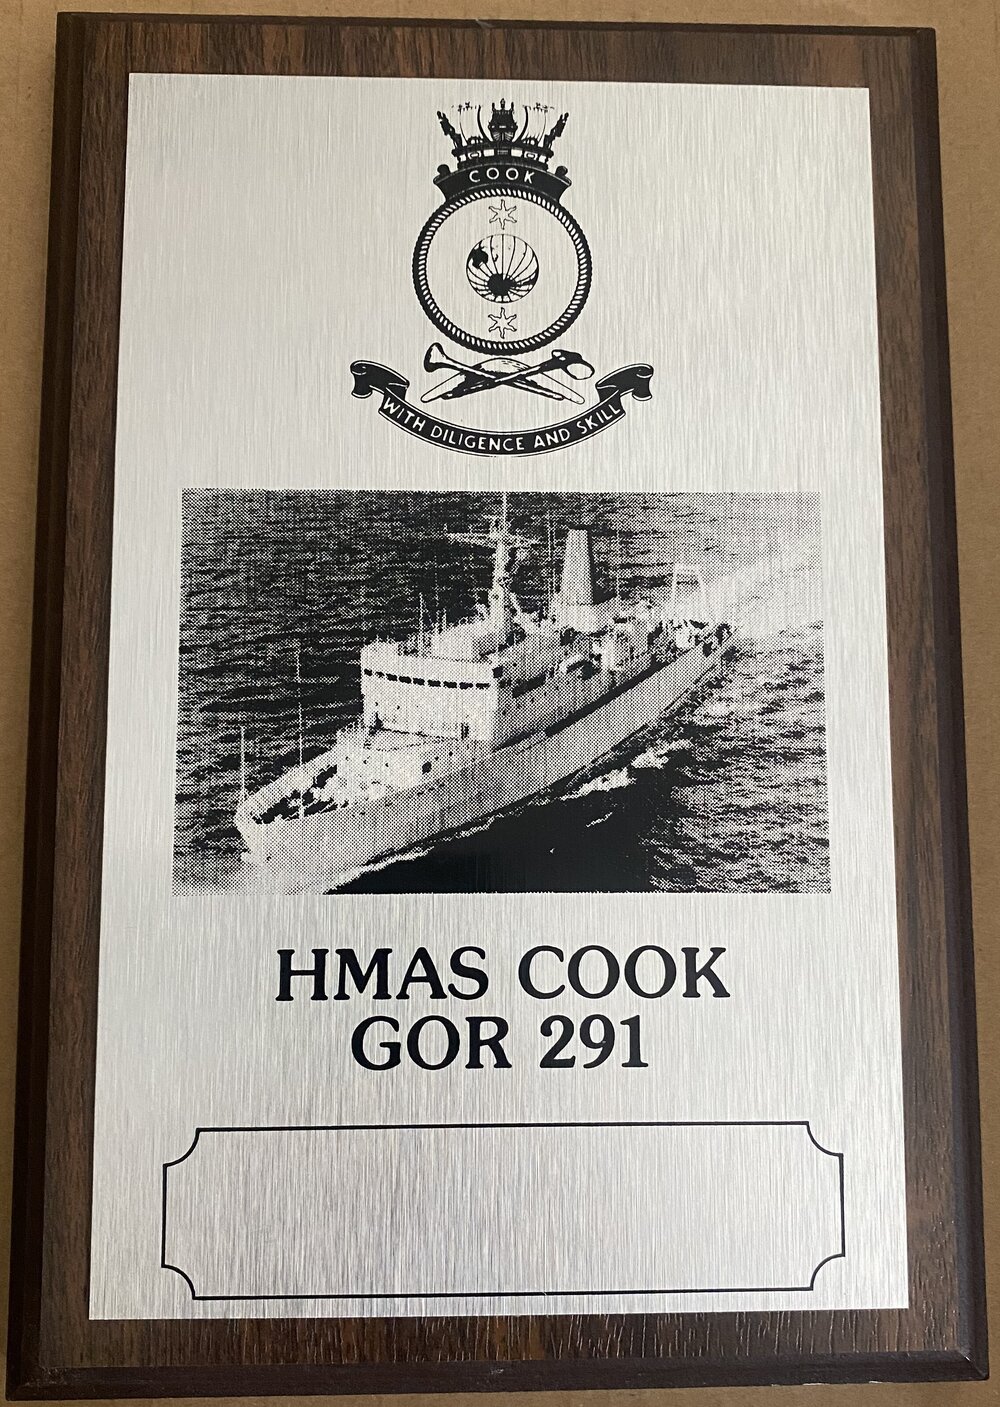 COOK
WITH DILIGENCE AND SKILL
HMAS COOK
GOR 291